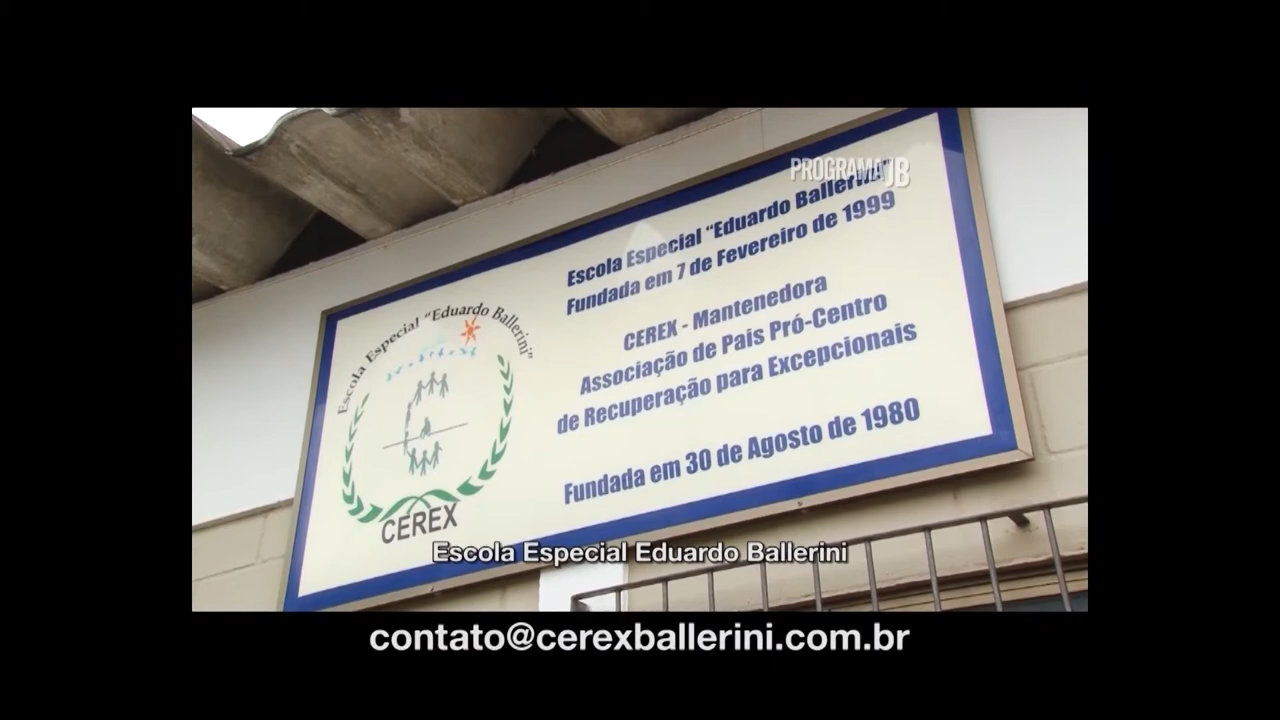 PROGRAMA JB
Escola Especial “Eduardo Ballerini”
Fundada em 7 de Fevereiro de 1999
CEREX - Mantenedora
Associação de Pais Pró-Centro
de Recuperação para Excepcionais
Fundada em 30 de Agosto de 1980
Escola Especial "Eduardo Ballerini"
CEREX
Escola Especial Eduardo Ballerini
contato@cerexballerini.com.br